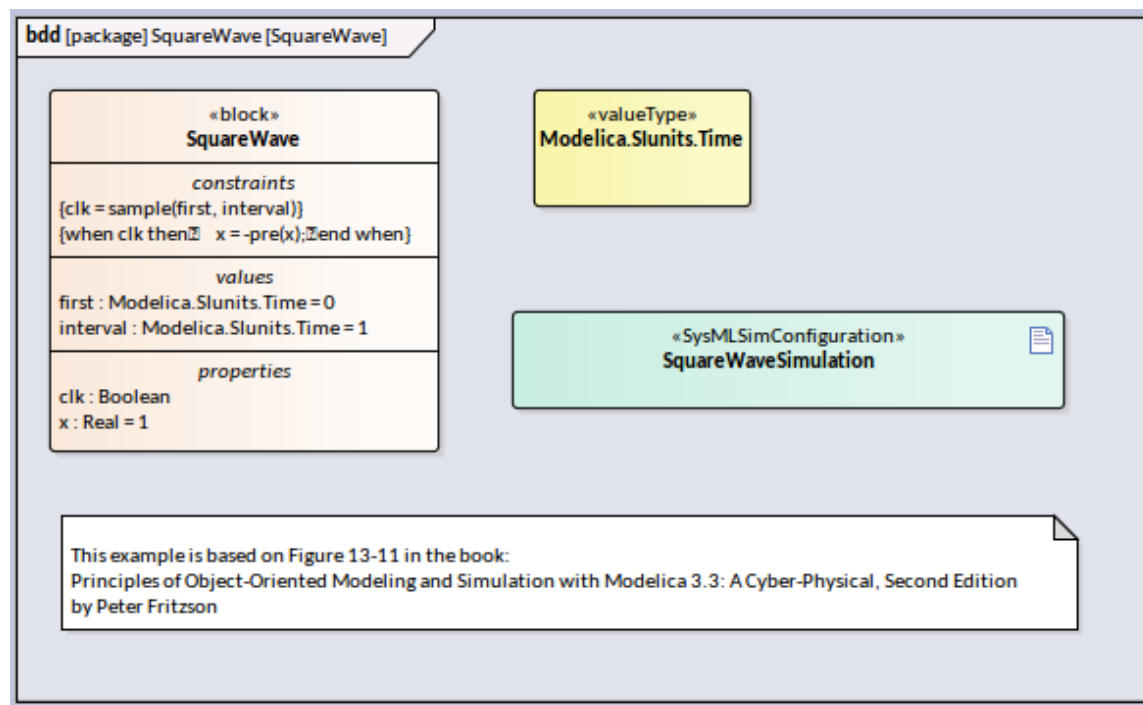 bdd [package] SquareWave [SquareWave]
«block»
SquareWave
constraints
{clk = sample(first, interval)}
{when clk then⍰ x = -pre(x);⍰end when}
values
first : Modelica.SIunits.Time = 0
interval : Modelica.SIunits.Time = 1
properties
clk : Boolean
x : Real = 1
«valueType»
Modelica.SIunits.Time
«SysMLSimConfiguration»
SquareWaveSimulation
This example is based on Figure 13-11 in the book:
Principles of Object-Oriented Modeling and Simulation with Modelica 3.3: A Cyber-Physical, Second Edition
by Peter Fritzson